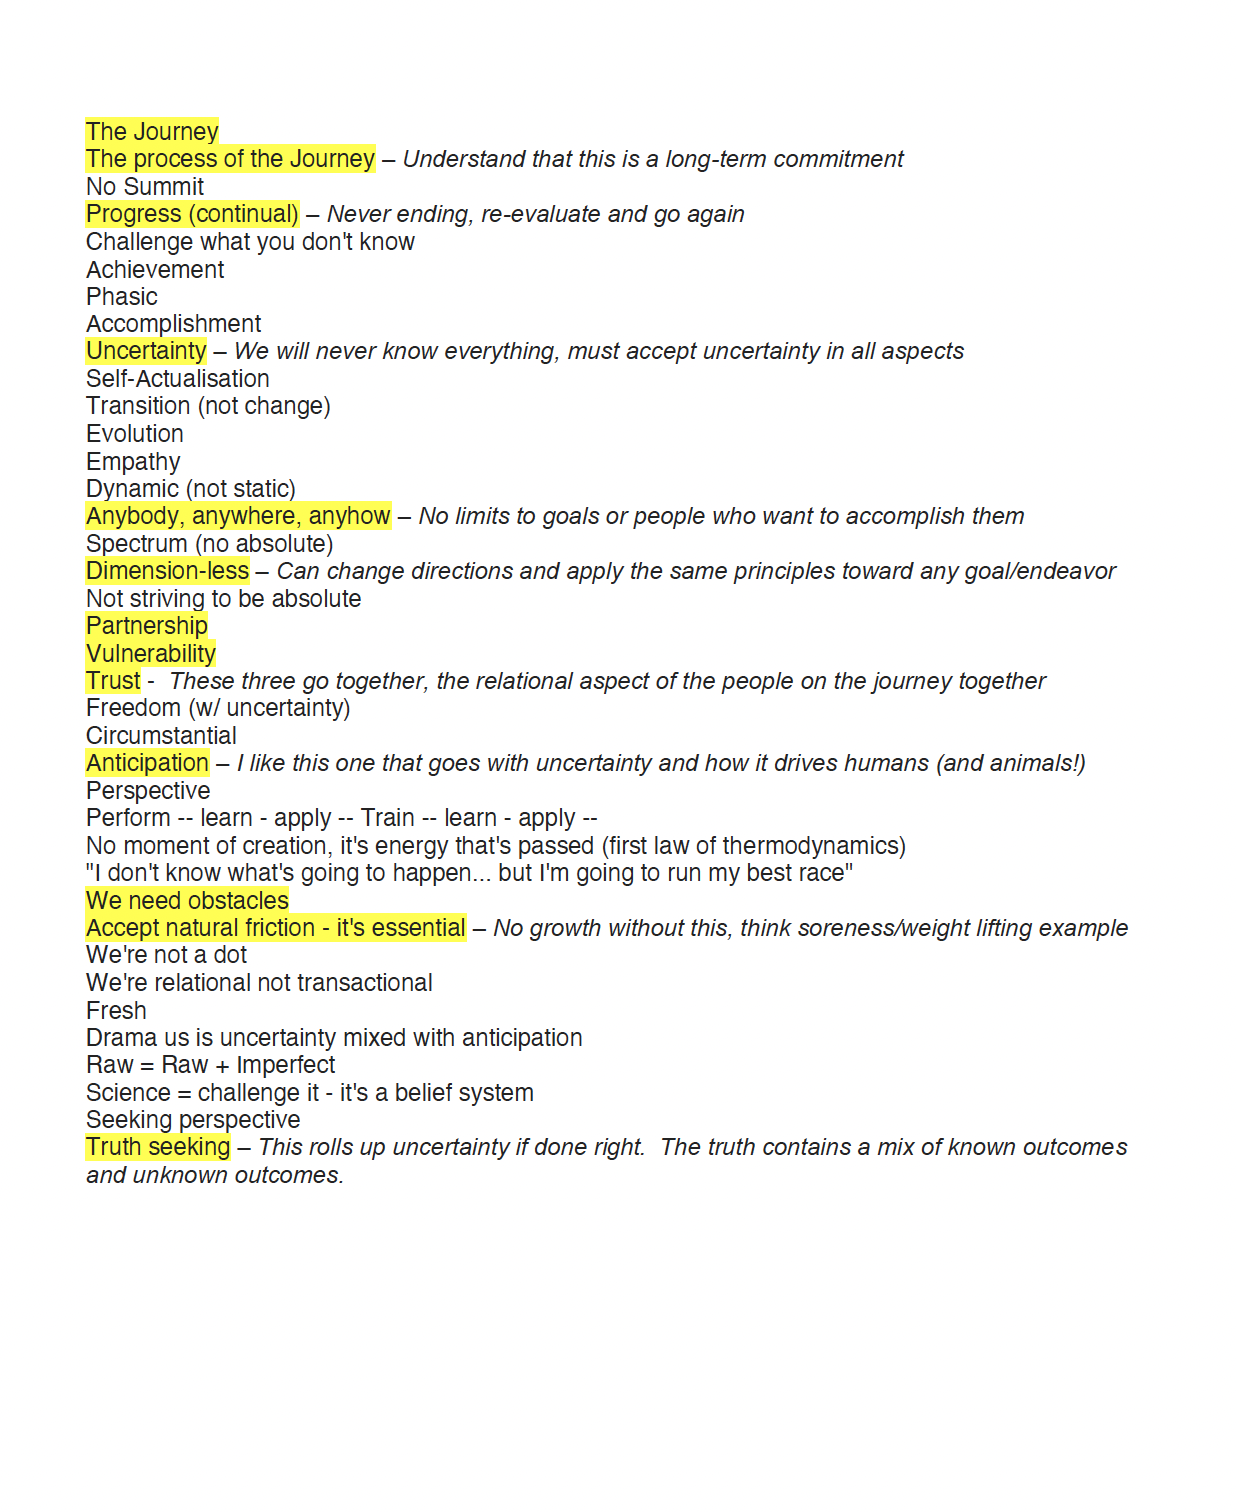 The Journey
The process of the Journey – Understand that this is a long-term commitment
No Summit
Progress (continual) – Never ending, re-evaluate and go again
Challenge what you don't know
Achievement
Phasic
Accomplishment
Uncertainty – We will never know everything, must accept uncertainty in all aspects
Self-Actualisation
Transition (not change)
Evolution
Empathy
Dynamic (not static)
Anybody, anywhere, anyhow – No limits to goals or people who want to accomplish them
Spectrum (no absolute)
Dimension-less – Can change directions and apply the same principles toward any goal/endeavor
Not striving to be absolute
Partnership
Vulnerability
Trust -  These three go together, the relational aspect of the people on the journey together
Freedom (w/ uncertainty)
Circumstantial
Anticipation – I like this one that goes with uncertainty and how it drives humans (and animals!)
Perspective
Perform -- learn - apply -- Train -- learn - apply --
No moment of creation, it's energy that's passed (first law of thermodynamics)
"I don't know what's going to happen... but I'm going to run my best race"
We need obstacles
Accept natural friction - it's essential – No growth without this, think soreness/weight lifting example
We're not a dot
We're relational not transactional
Fresh
Drama us is uncertainty mixed with anticipation
Raw = Raw + Imperfect
Science = challenge it - it's a belief system
Seeking perspective
Truth seeking – This rolls up uncertainty if done right.  The truth contains a mix of known outcomes
and unknown outcomes.